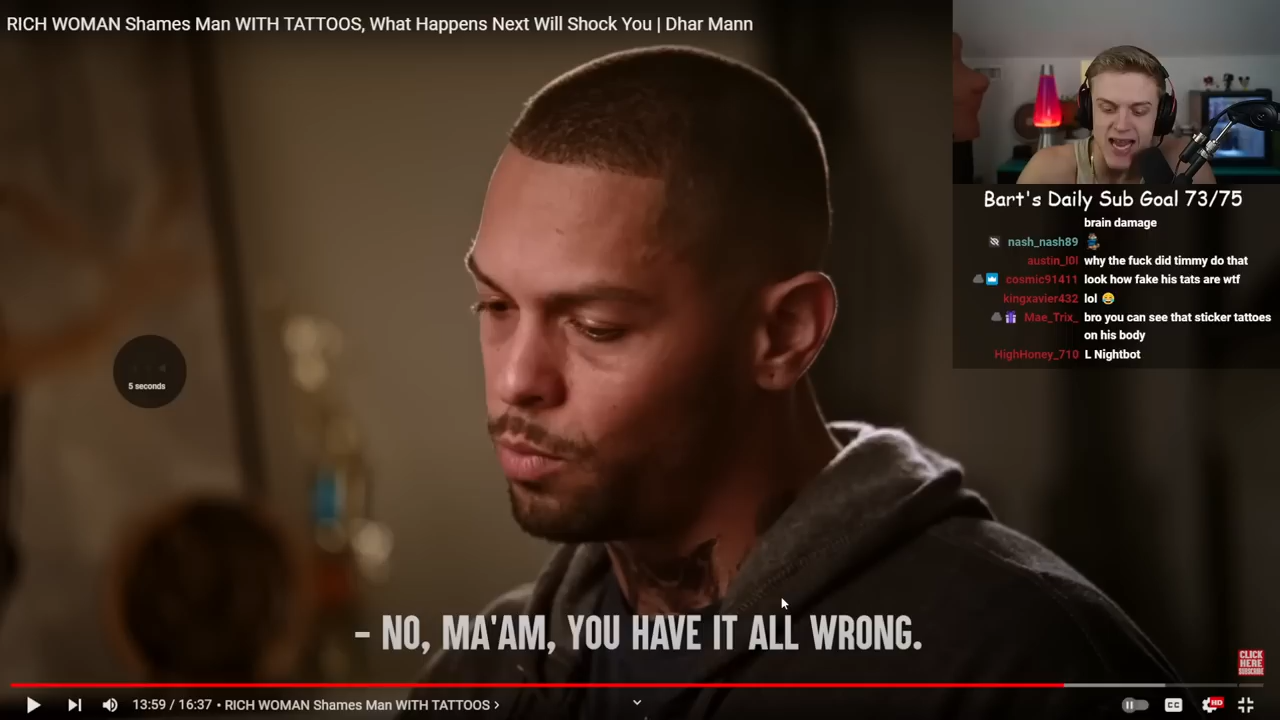 RICH WOMAN Shames Man WITH TATTOOS, What Happens Next Will Shock You | Dhar Mann
Bart's Daily Sub Goal 73/75
brain damage
nash_nash89
austin_l0l why the fuck did timmy do that
cosmic91411 look how fake his tats are wtf
kingxavier432 lol 😂
Mae_Trix_ bro you can see that sticker tattoos
on his body
HighHoney_710 L Nightbot
5 seconds
- NO, MA'AM, YOU HAVE IT ALL WRONG.
CLICK
HERE
SUBSCRIBE
13:59 / 16:37 • RICH WOMAN Shames Man WITH TATTOOS >
CC
HD